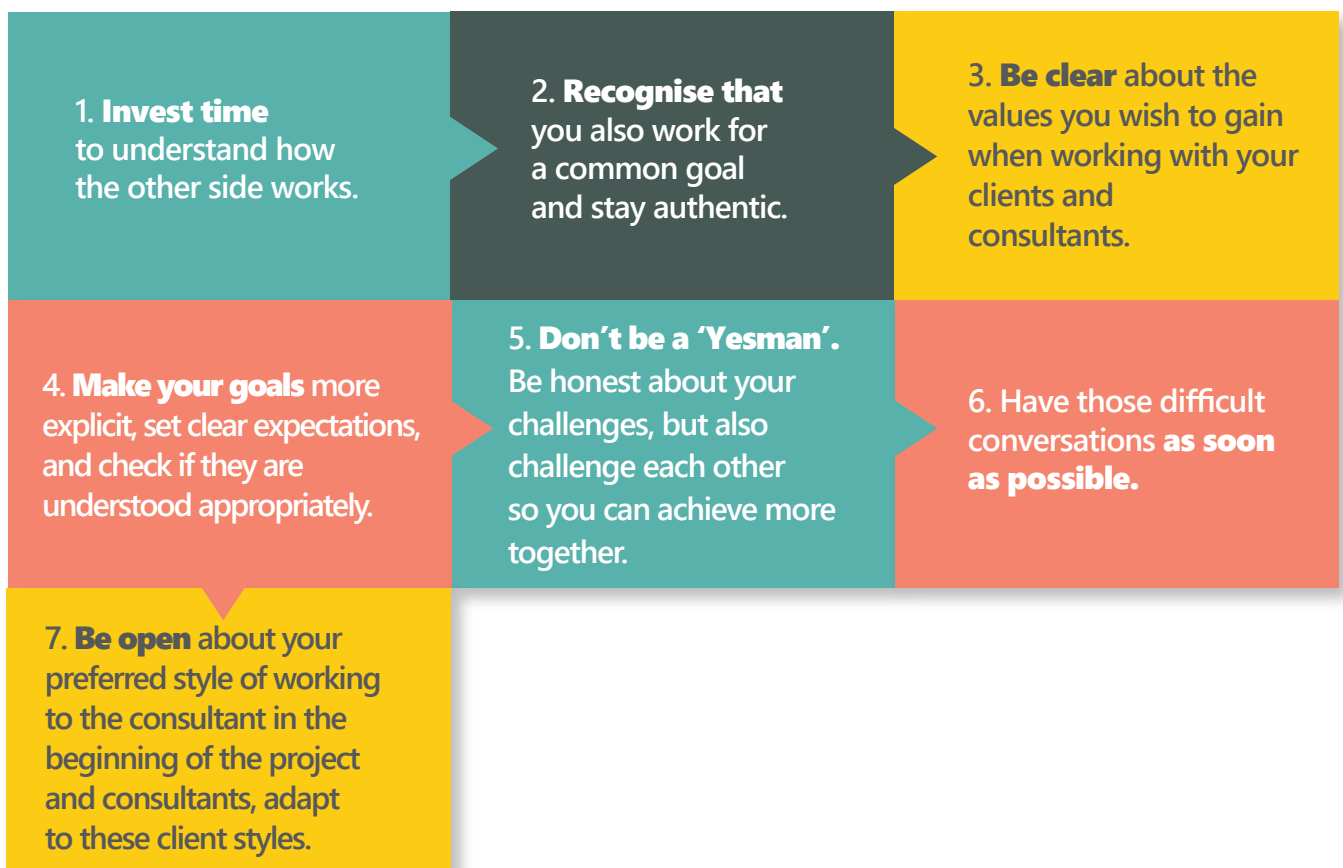 1. Invest time
to understand how
the other side works.
2. Recognise that
you also work for
a common goal
and stay authentic.
3. Be clear about the
values you wish to gain
when working with your
clients and
consultants.
4. Make your goals more
explicit, set clear expectations,
and check if they are
understood appropriately.
5. Don’t be a ‘Yesman’.
Be honest about your
challenges, but also
challenge each other
so you can achieve more
together.
6. Have those difficult
conversations as soon
as possible.
7. Be open about your
preferred style of working
to the consultant in the
beginning of the project
and consultants, adapt
to these client styles.